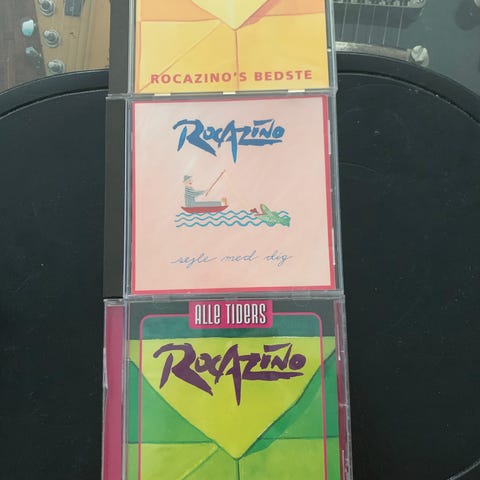 ROCAZINO'S BEDSTE
ROCAZINO
sejle med dig
ALLE TIDERS
ROCAZINO